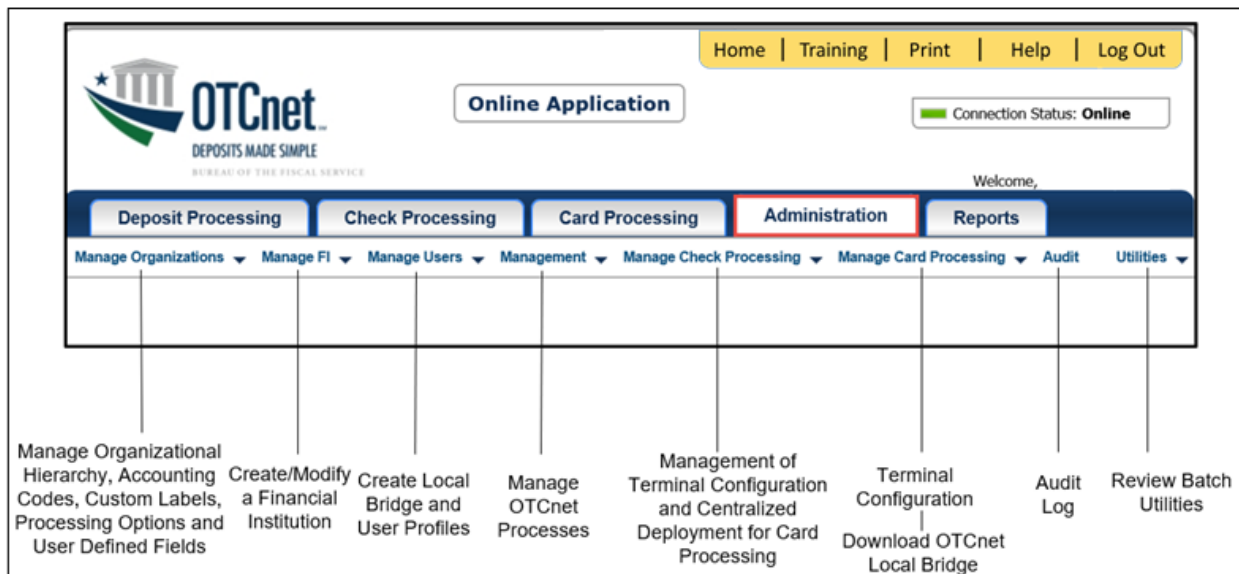 Home | Training | Print | Help | Log Out
OTCnet
DEPOSITS MADE SIMPLE
BUREAU OF THE FISCAL SERVICE
Online Application
Connection Status: Online
Welcome,
Deposit Processing Check Processing Card Processing Administration Reports
Manage Organizations Manage FI Manage Users Management Manage Check Processing Manage Card Processing Audit Utilities
Manage Organizational
Hierarchy, Accounting
Codes, Custom Labels,
Processing Options and
User Defined Fields
Create/Modify
a Financial
Institution
Create Local
Bridge and
User Profiles
Manage
OTCnet
Processes
Management of
Terminal Configuration
and Centralized
Deployment for Card
Processing
Terminal
Configuration
Download OTCnet
Local Bridge
Audit
Log
Review Batch
Utilities